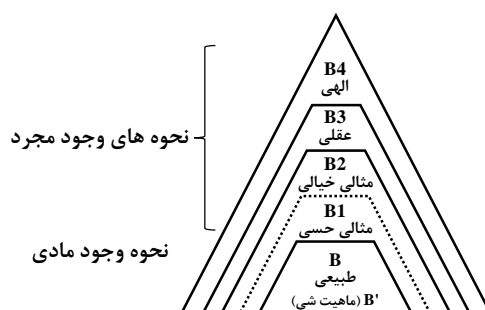 B4
الهی
B3
عقلی
نحوه های وجود مجرد
B2
مثالی خیالی
B1
مثالی حسی
نحوه وجود مادی
B
طبیعی
B' (ماهیت شی)